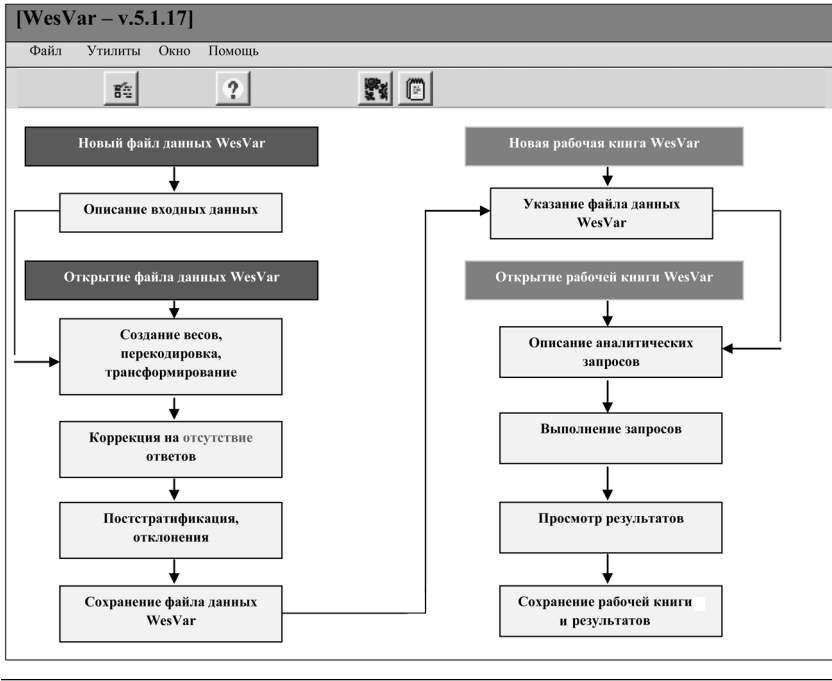 [WesVar – v.5.1.17]
Файл Утилиты Окно Помощь
Новый файл данных WesVar
Описание входных данных
Открытие файла данных WesVar
Создание весов,
перекодировка,
трансформирование
Коррекция на отсутствие
ответов
Постстратификация,
отклонения
Сохранение файла данных
WesVar
Новая рабочая книга WesVar
Указание файла данных
WesVar
Открытие рабочей книги WesVar
Описание аналитических
запросов
Выполнение запросов
Просмотр результатов
Сохранение рабочей книги
и результатов